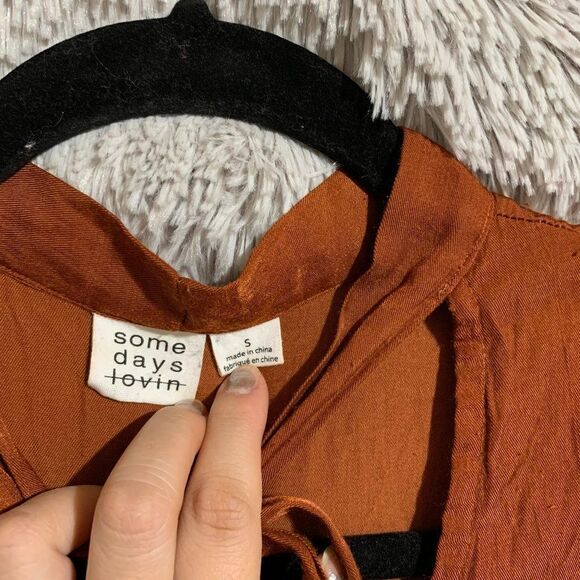 some
days
lovin
S
made in china
fabriqué en chine